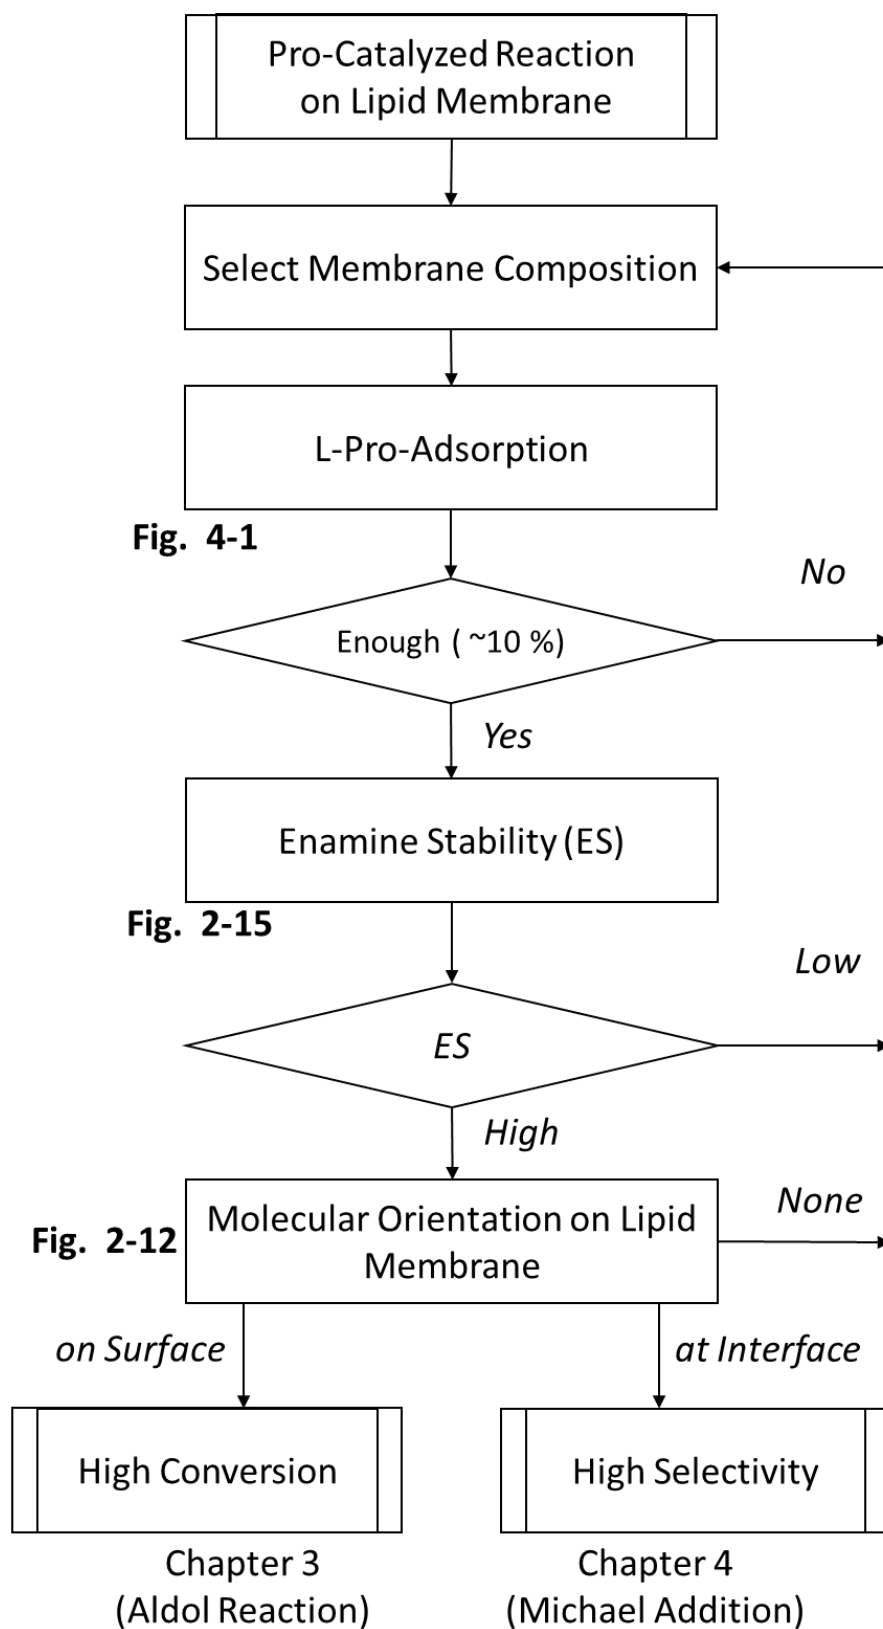 Pro-Catalyzed Reaction
on Lipid Membrane
Select Membrane Composition
L-Pro-Adsorption
Fig. 4-1
No
Enough ( ~10 %)
Yes
Enamine Stability (ES)
Fig. 2-15
Low
ES
High
Molecular Orientation on Lipid
Membrane
None
Fig. 2-12
on Surface
at Interface
High Conversion
High Selectivity
Chapter 3
(Aldol Reaction)
Chapter 4
(Michael Addition)